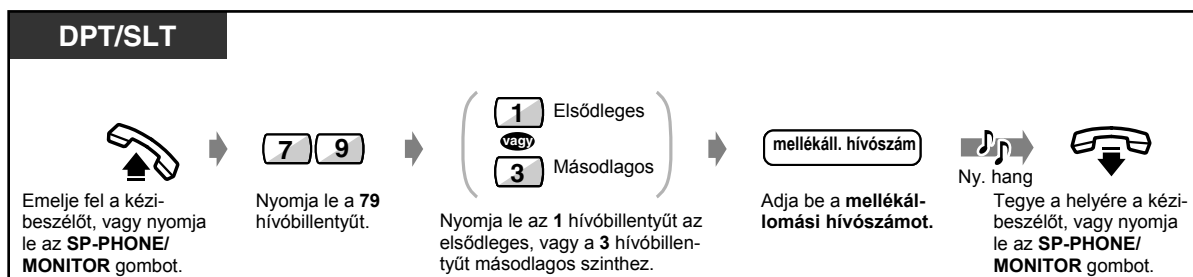 DPT/SLT
7 9
1 Elsődleges
vagy
3 Másodlagos
mellékáll. hívószám
Ny. hang
Emelje fel a kézi-
beszélőt, vagy nyomja
le az SP-PHONE/
MONITOR gombot.
Nyomja le a 79
hívóbillentyűt.
Nyomja le az 1 hívóbillentyűt az
elsődleges, vagy a 3 hívóbillen-
tyűt másodlagos szinthez.
Adja be a mellékál-
lomási hívószámot.
Tegye a helyére a kézi-
beszélőt, vagy nyomja
le az SP-PHONE/
MONITOR gombot.